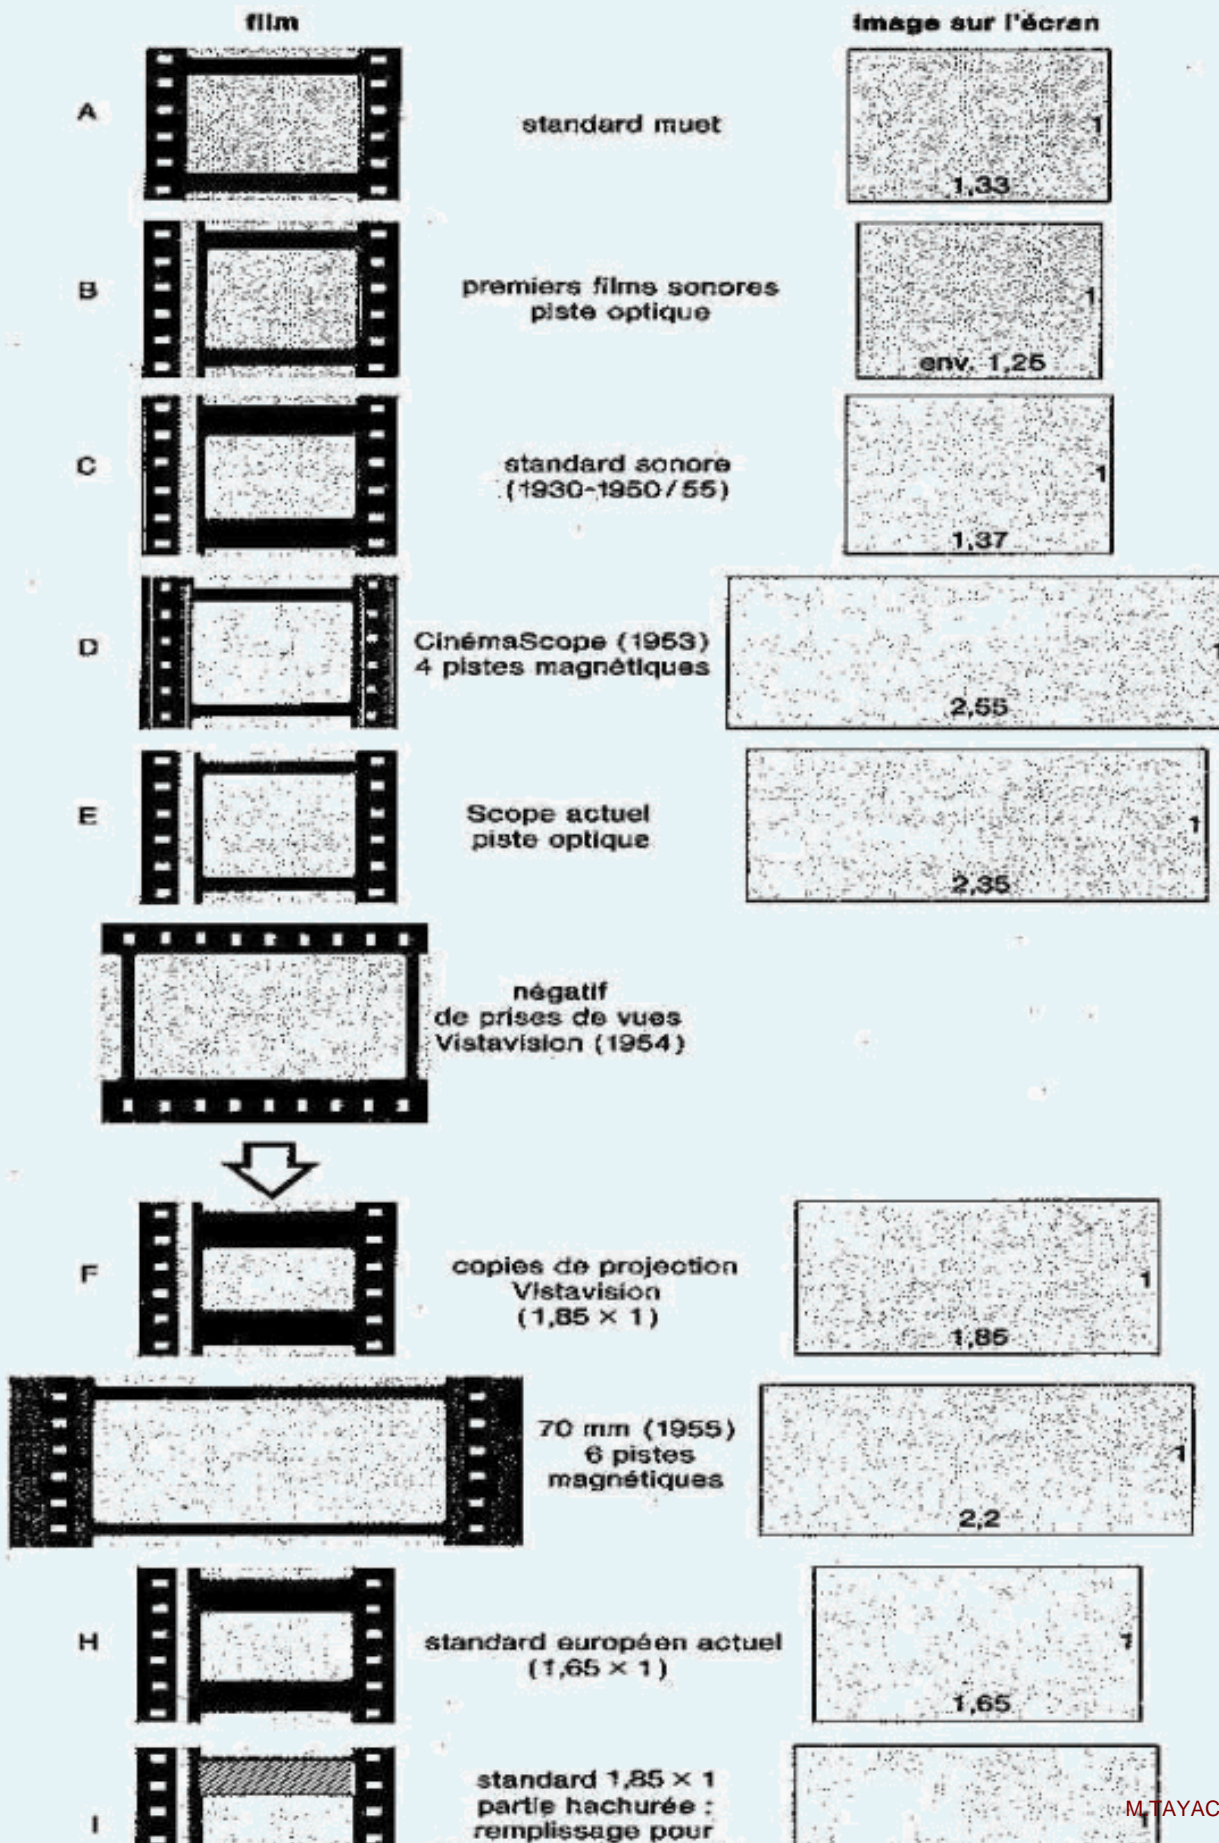 film
image sur l'écran
A
standard muet
1
1,33
B
premiers films sonores
piste optique
1
env. 1,25
C
standard sonore
(1930-1950/55)
1
1,37
D
CinémaScope (1953)
4 pistes magnétiques
1
2,55
E
Scope actuel
piste optique
1
2,35
négatif
de prises de vues
Vistavision (1954)
F
copies de projection
Vistavision
(1,85 × 1)
1
1,85
70 mm (1955)
6 pistes
magnétiques
1
2,2
H
standard européen actuel
(1,65 × 1)
1
1,65
I
standard 1,85 × 1
partie hachurée :
remplissage pour
1
M.TAYAC